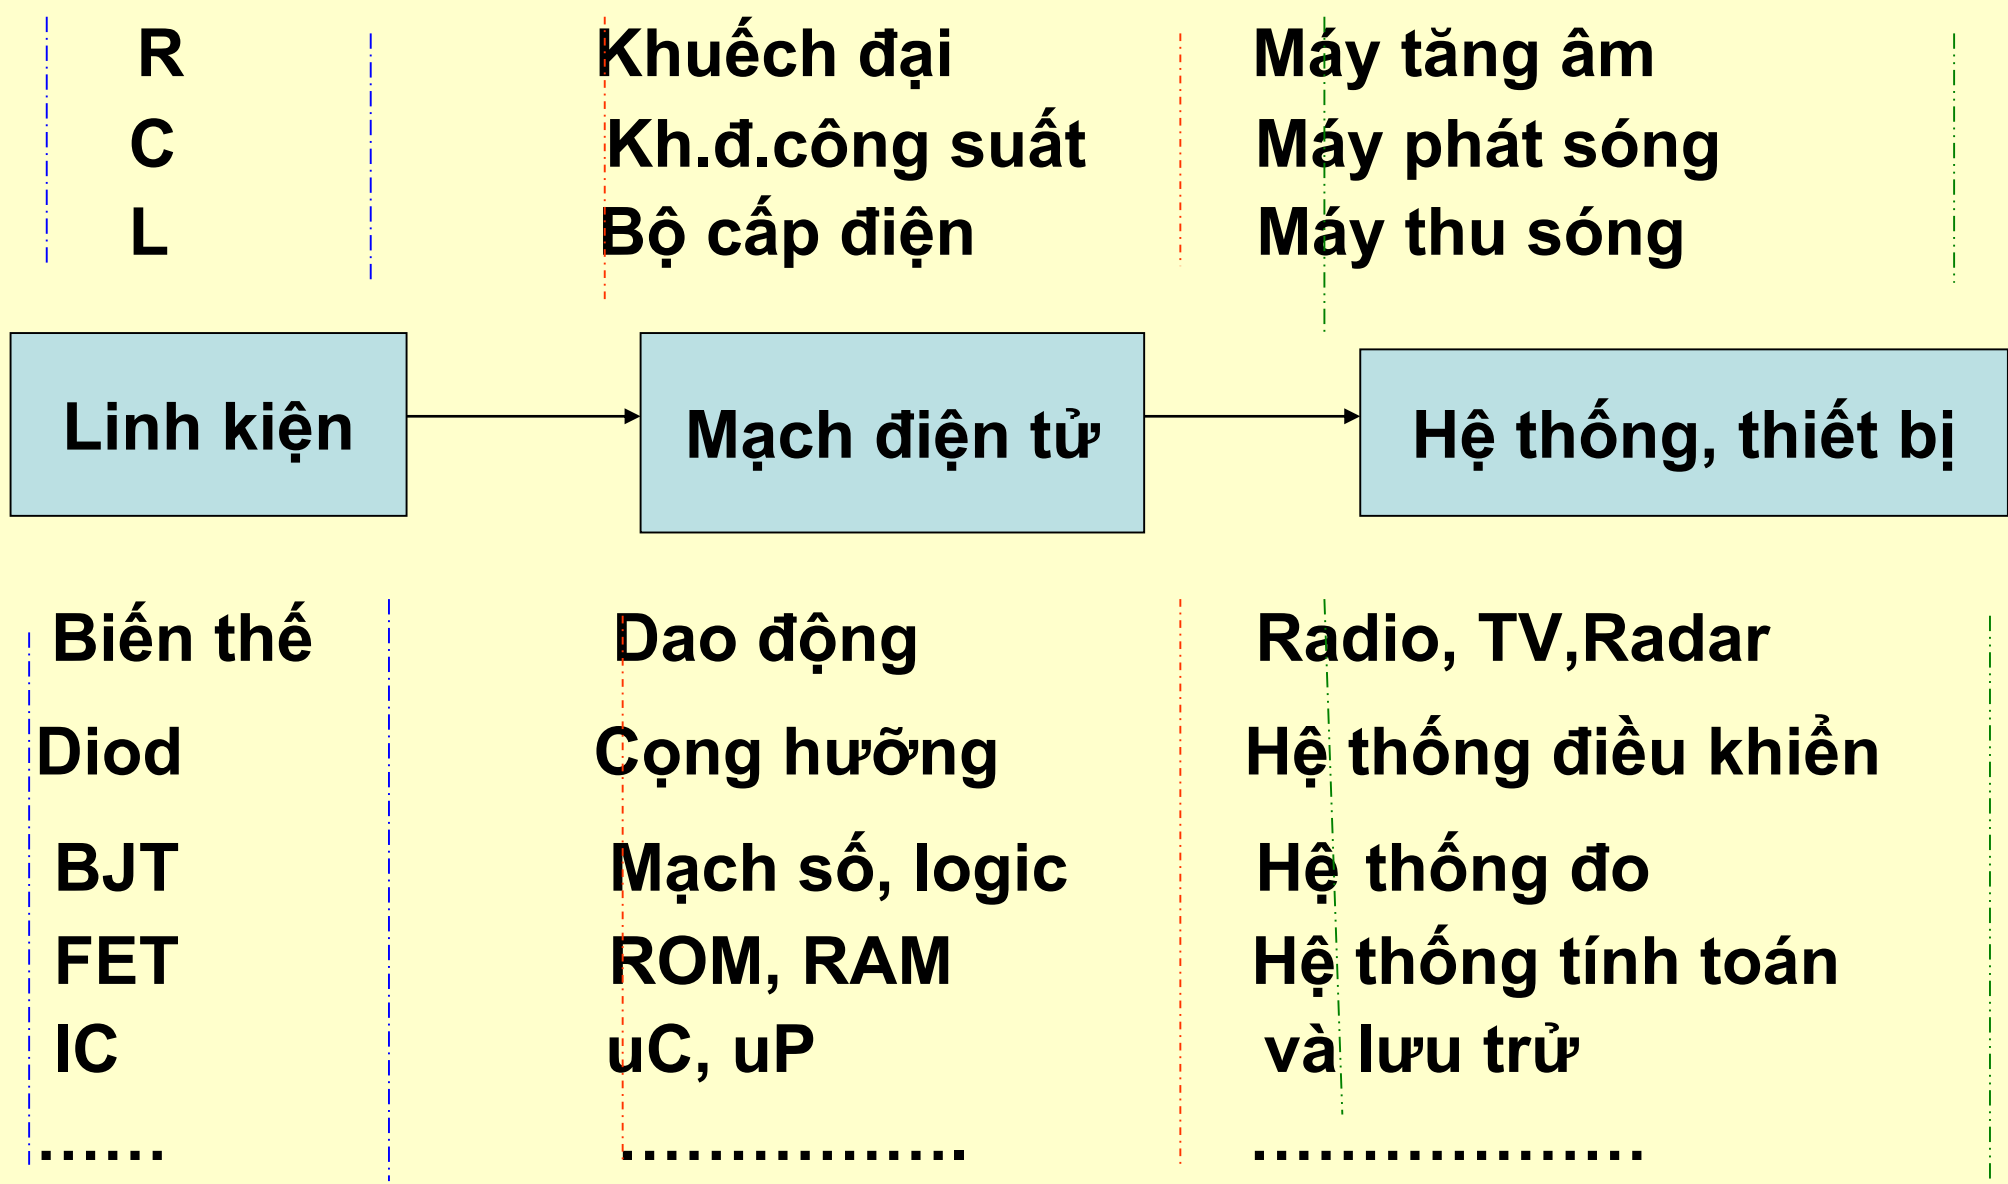 R Khuếch đại Máy tăng âm
C Kh.đ.công suất Máy phát sóng
L Bộ cấp điện Máy thu sóng
Linh kiện Mạch điện tử Hệ thống, thiết bị
Biến thế Dao động Radio, TV,Radar
Diod Cọng hưỡng Hệ thống điều khiển
BJT Mạch số, logic Hệ thống đo
FET ROM, RAM Hệ thống tính toán
IC uC, uP và lưu trử
...... ................ ..................